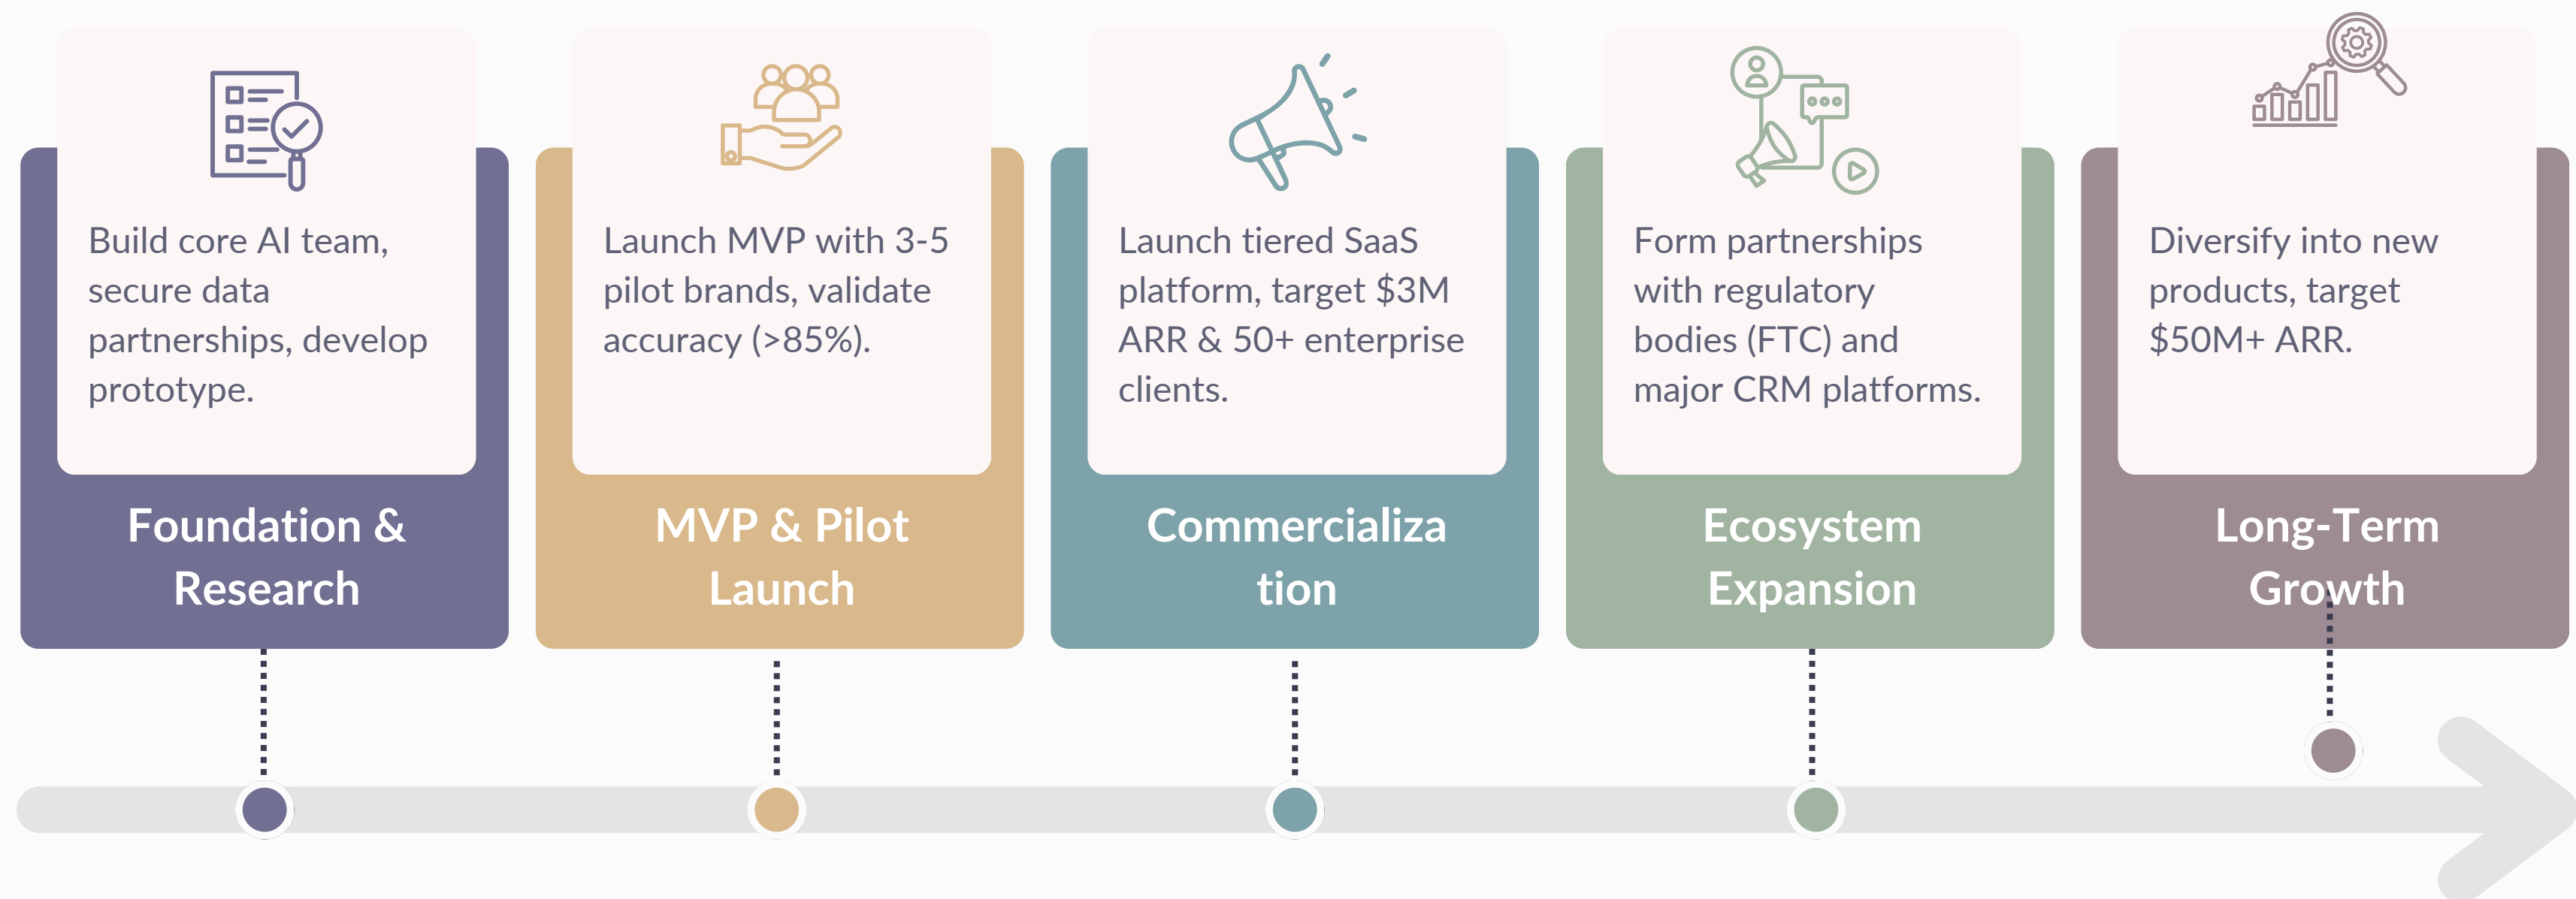 Build core AI team,
secure data
partnerships, develop
prototype.
Foundation &
Research
Launch MVP with 3-5
pilot brands, validate
accuracy (>85%).
MVP & Pilot
Launch
Launch tiered SaaS
platform, target $3M
ARR & 50+ enterprise
clients.
Commercializa
tion
Form partnerships
with regulatory
bodies (FTC) and
major CRM platforms.
Ecosystem
Expansion
Diversify into new
products, target
$50M+ ARR.
Long-Term
Growth